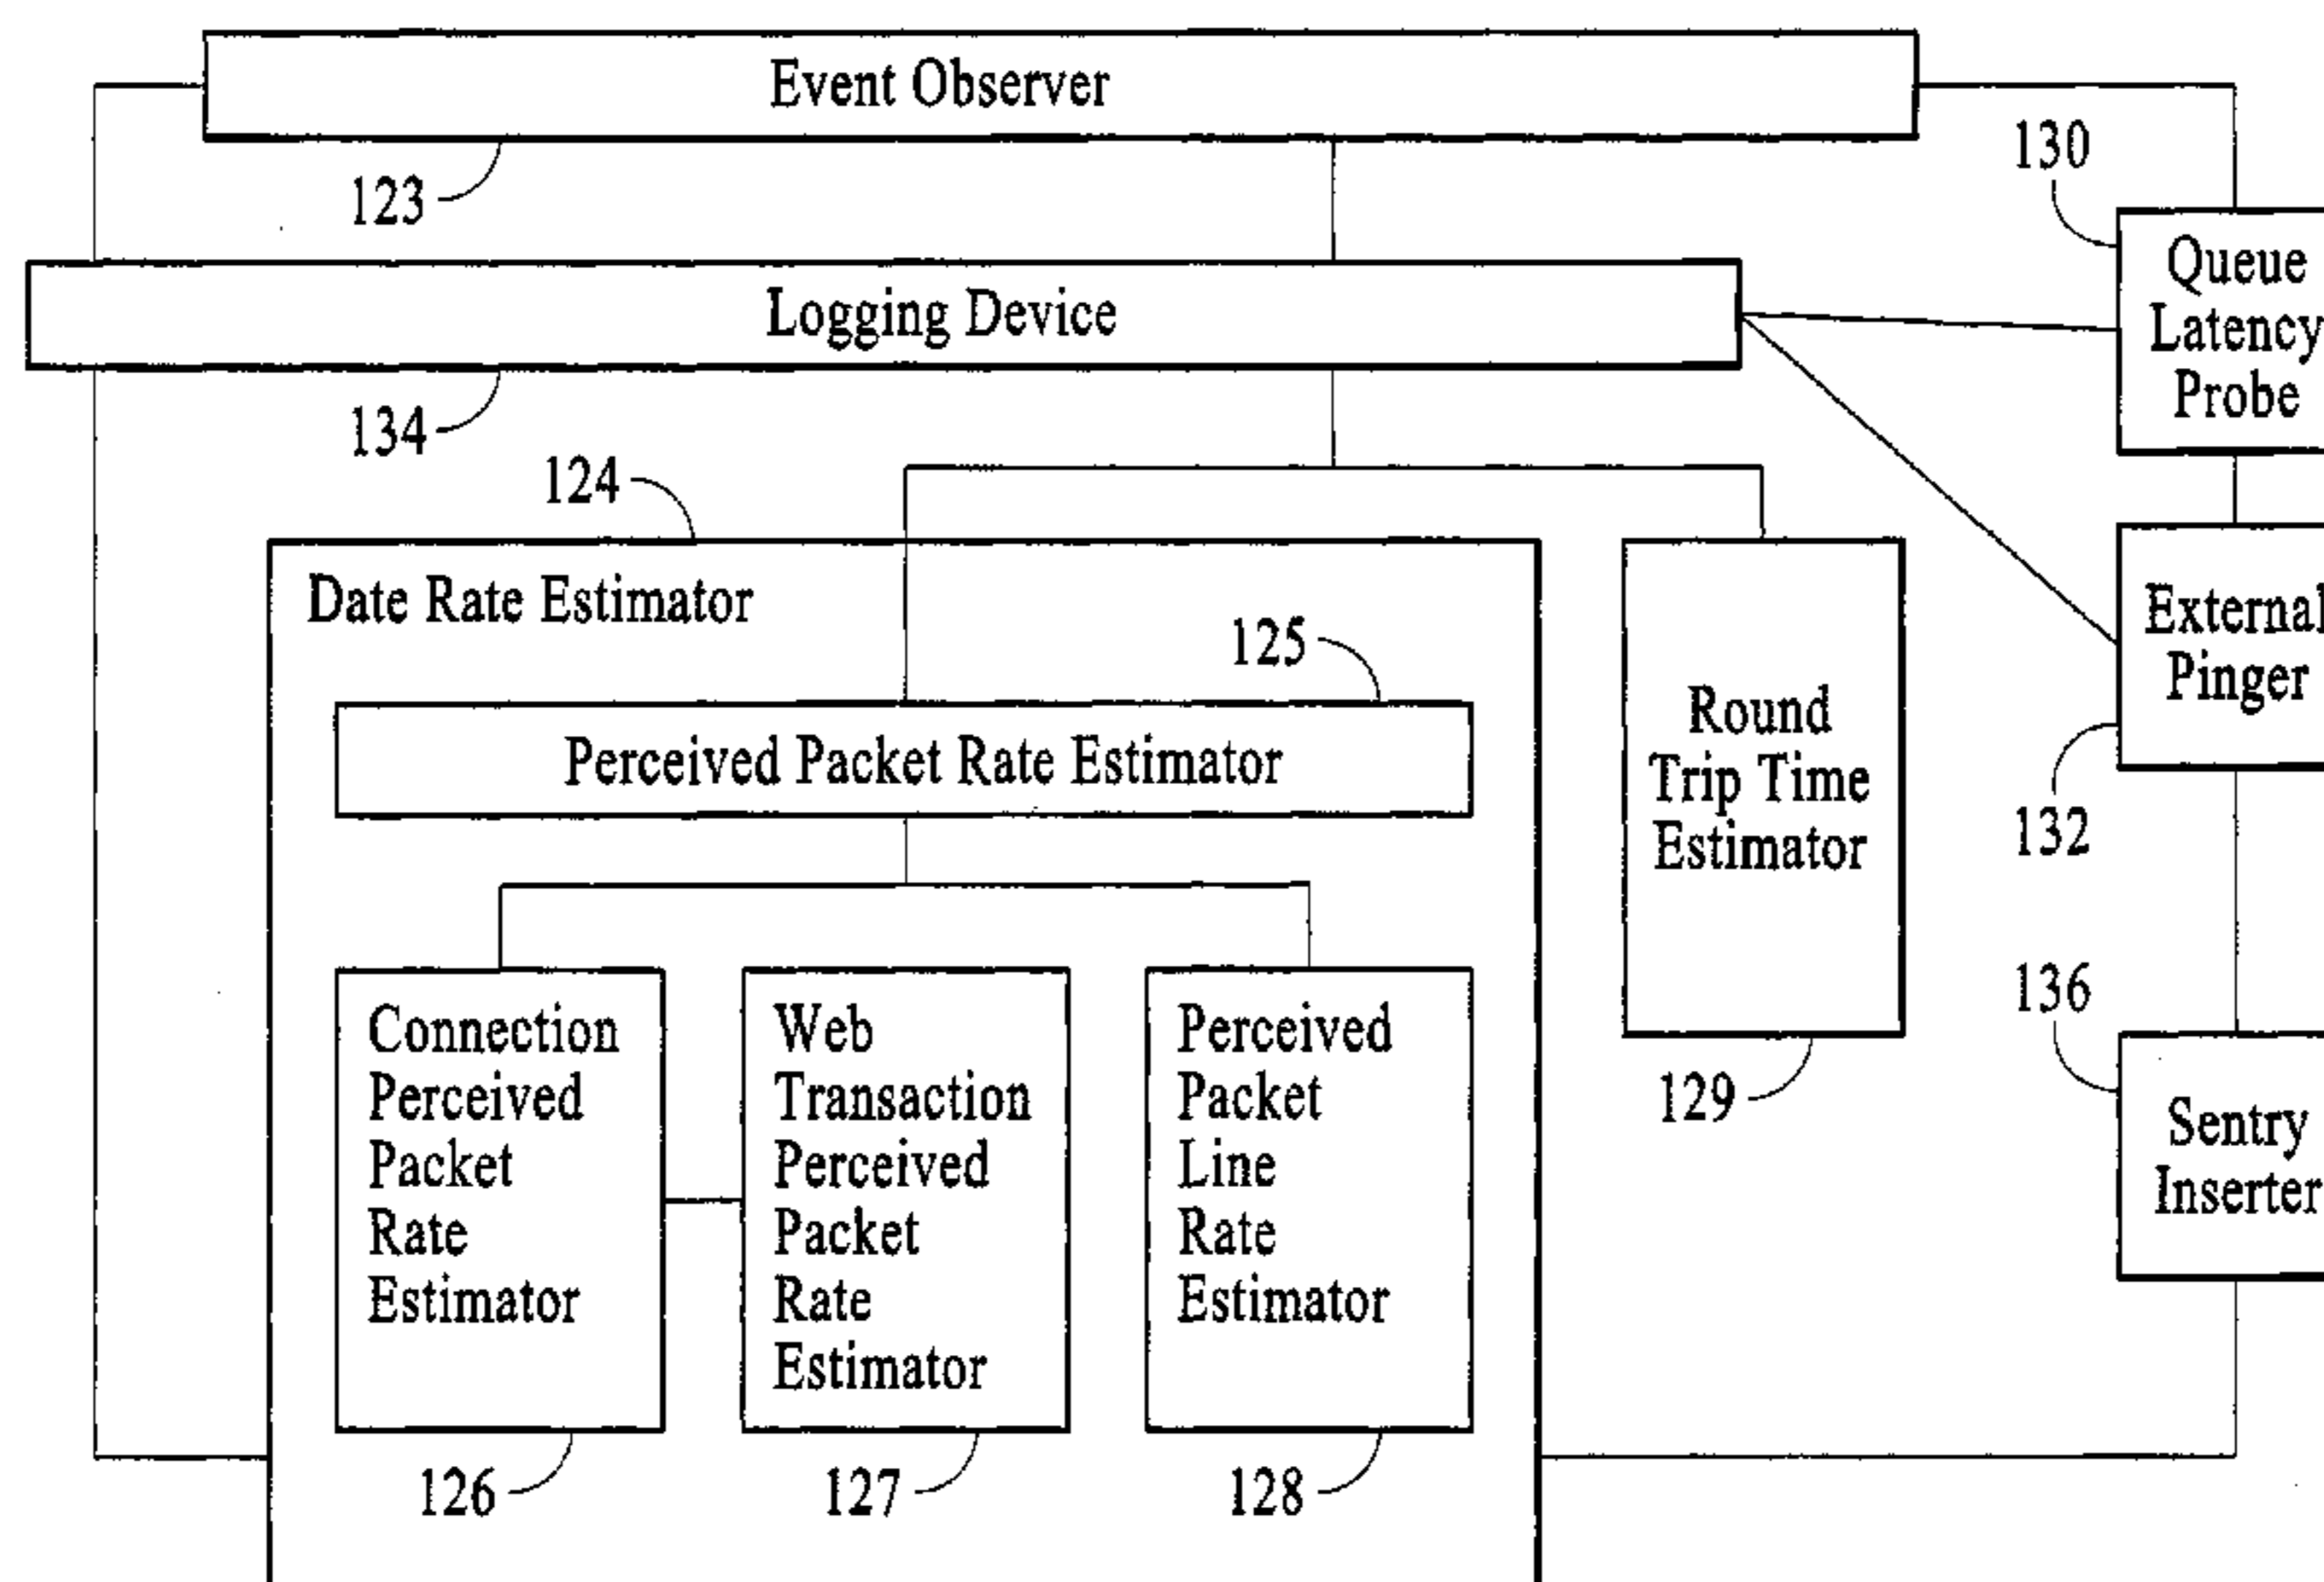 Event Observer
123
130
Queue
Latency
Probe
Logging Device
134
124
Date Rate Estimator
125
Perceived Packet Rate Estimator
Round
Trip Time
Estimator
129
External
Pinger
132
136
Sentry
Inserter
Connection
Perceived
Packet
Rate
Estimator
126
Web
Transaction
Perceived
Packet
Rate
Estimator
127
Perceived
Packet
Line
Rate
Estimator
128